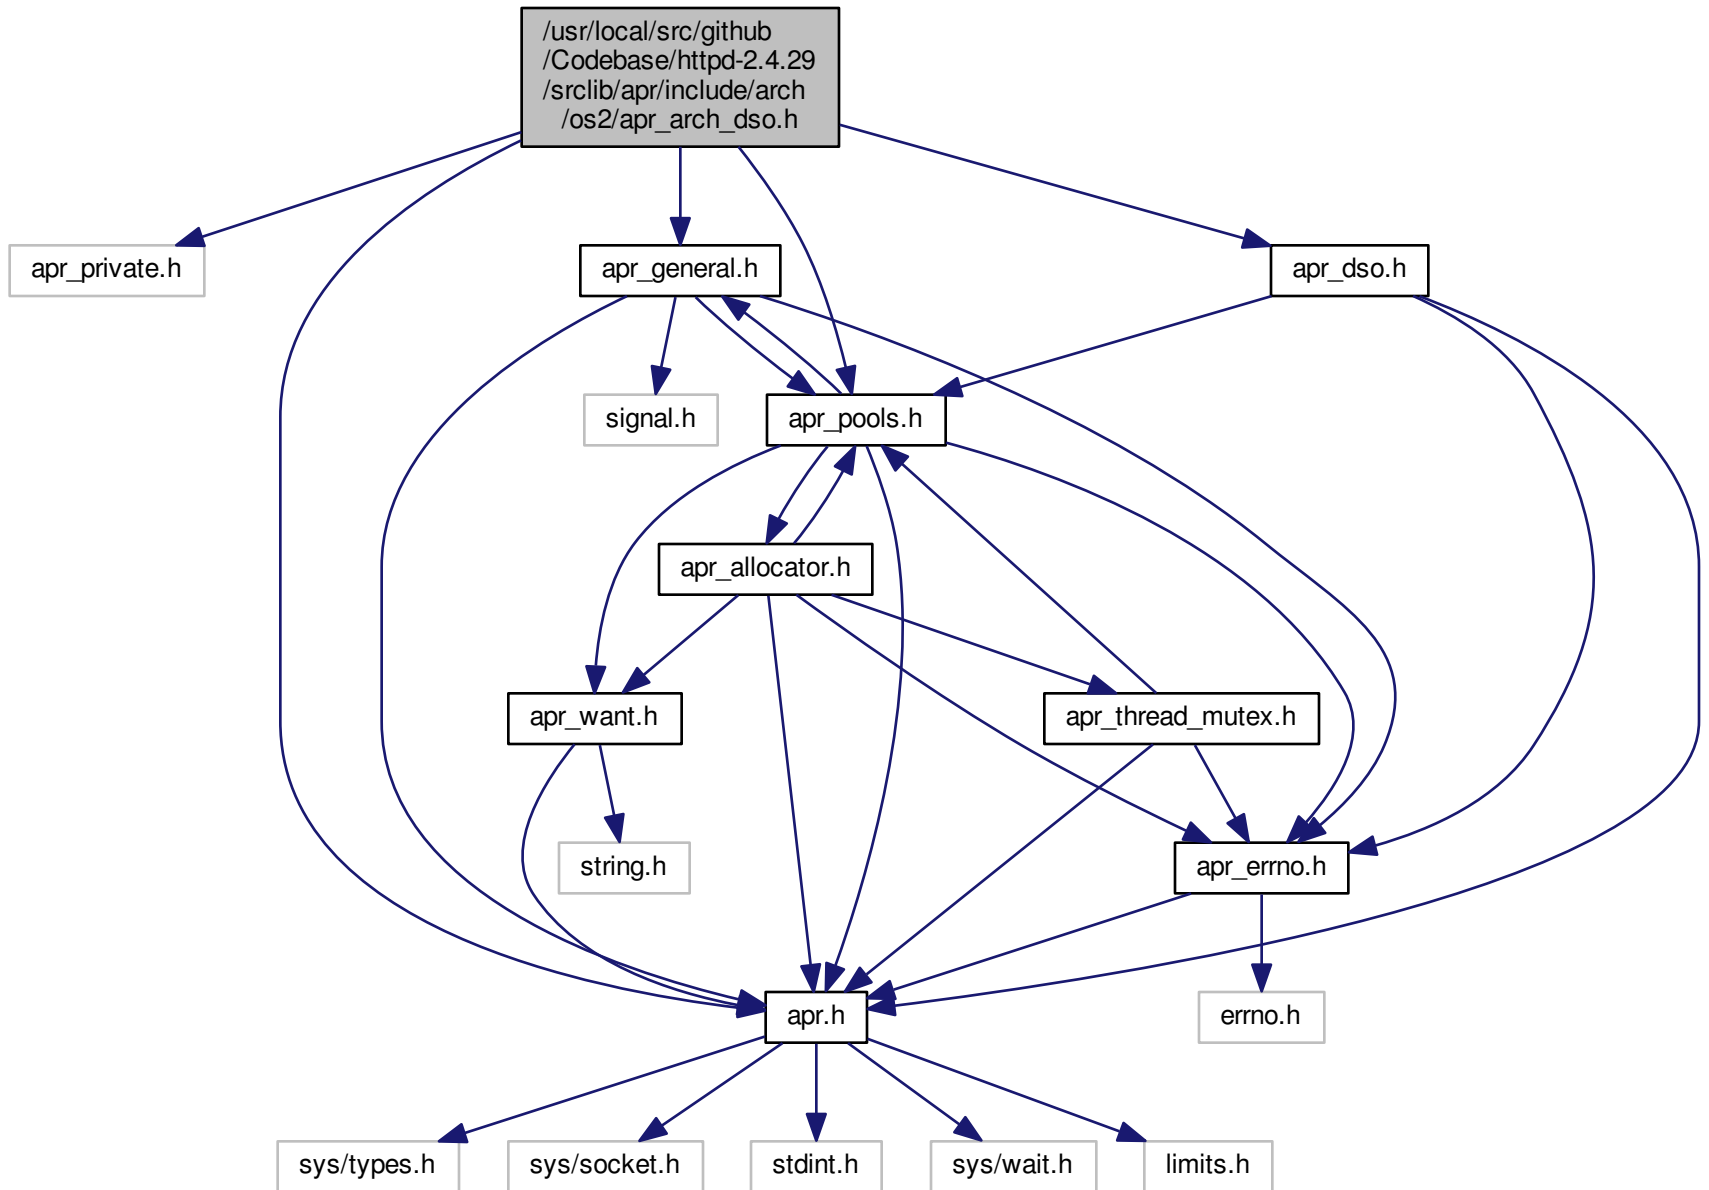 /usr/local/src/github
/Codebase/httpd-2.4.29
/srclib/apr/include/arch
/os2/apr_arch_dso.h
apr_private.h
apr_general.h
apr_dso.h
signal.h
apr_pools.h
apr_allocator.h
apr_want.h
apr_thread_mutex.h
string.h
apr_errno.h
apr.h
errno.h
sys/types.h
sys/socket.h
stdint.h
sys/wait.h
limits.h